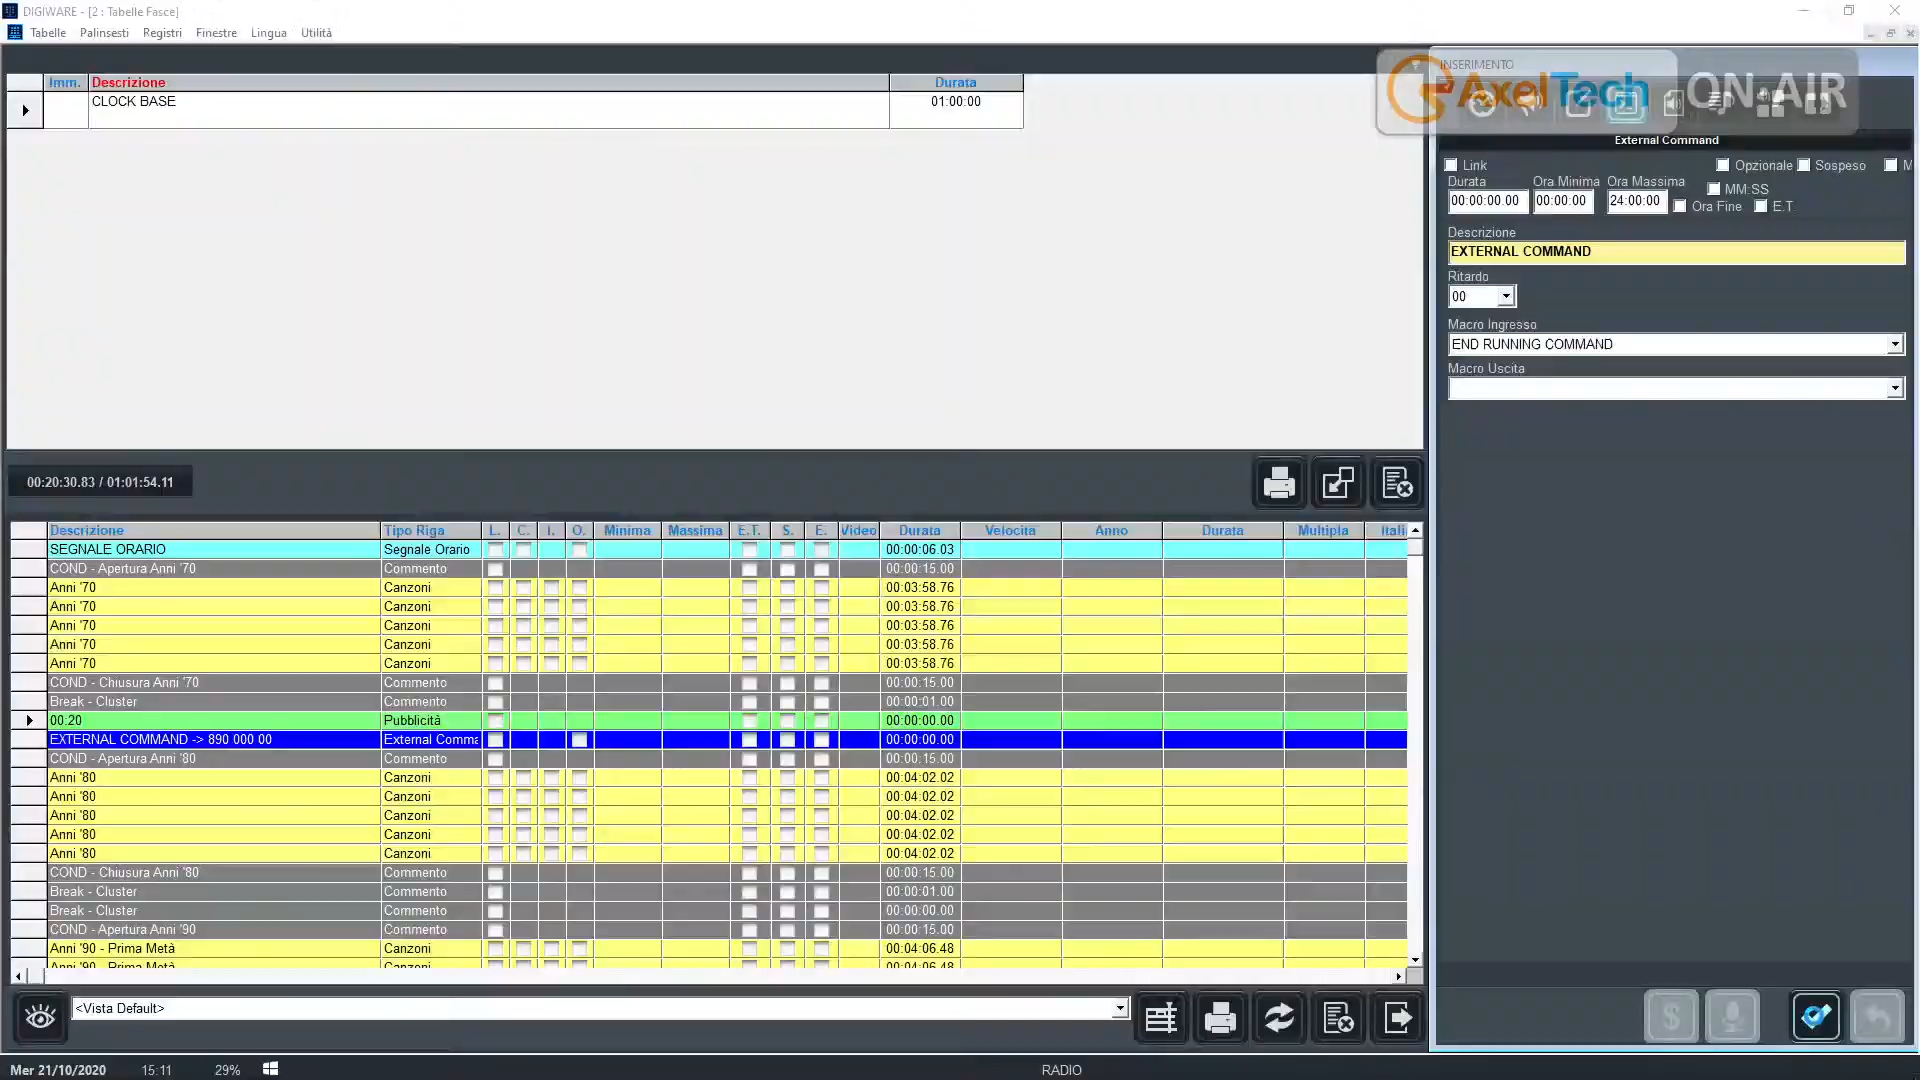 DIGIWARE - [2 : Tabelle Fasce]
Tabelle Palinsesti Registri Finestre Lingua Utilità
Imm. Descrizione Durata
CLOCK BASE 01:00:00
INSERIMENTO
AxelTech ON AIR
External Command
Link Opzionale Sospeso M
Durata Ora Minima Ora Massima MM:SS
00:00:00.00 00:00:00 24:00:00 Ora Fine E.T
Descrizione
EXTERNAL COMMAND
Ritardo
00
Macro Ingresso
END RUNNING COMMAND
Macro Uscita
00:20:30.83 / 01:01:54.11
Descrizione Tipo Riga L. C. I. O. Minima Massima E.T. S. E. Video Durata Velocita Anno Durata Multipla Itali
SEGNALE ORARIO Segnale Orario 00:00:06.03
COND - Apertura Anni '70 Commento 00:00:15.00
Anni '70 Canzoni 00:03:58.76
Anni '70 Canzoni 00:03:58.76
Anni '70 Canzoni 00:03:58.76
Anni '70 Canzoni 00:03:58.76
Anni '70 Canzoni 00:03:58.76
COND - Chiusura Anni '70 Commento 00:00:15.00
Break - Cluster Commento 00:00:01.00
00:20 Pubblicità 00:00:00.00
EXTERNAL COMMAND -> 890 000 00 External Comma 00:00:00.00
COND - Apertura Anni '80 Commento 00:00:15.00
Anni '80 Canzoni 00:04:02.02
Anni '80 Canzoni 00:04:02.02
Anni '80 Canzoni 00:04:02.02
Anni '80 Canzoni 00:04:02.02
Anni '80 Canzoni 00:04:02.02
COND - Chiusura Anni '80 Commento 00:00:15.00
Break - Cluster Commento 00:00:01.00
Break - Cluster Commento 00:00:00.00
COND - Apertura Anni '90 Commento 00:00:15.00
Anni '90 - Prima Metà Canzoni 00:04:06.48
Anni '90 - Prima Metà Canzoni 00:04:06.48
<Vista Default>
Mer 21/10/2020 15:11 29% RADIO